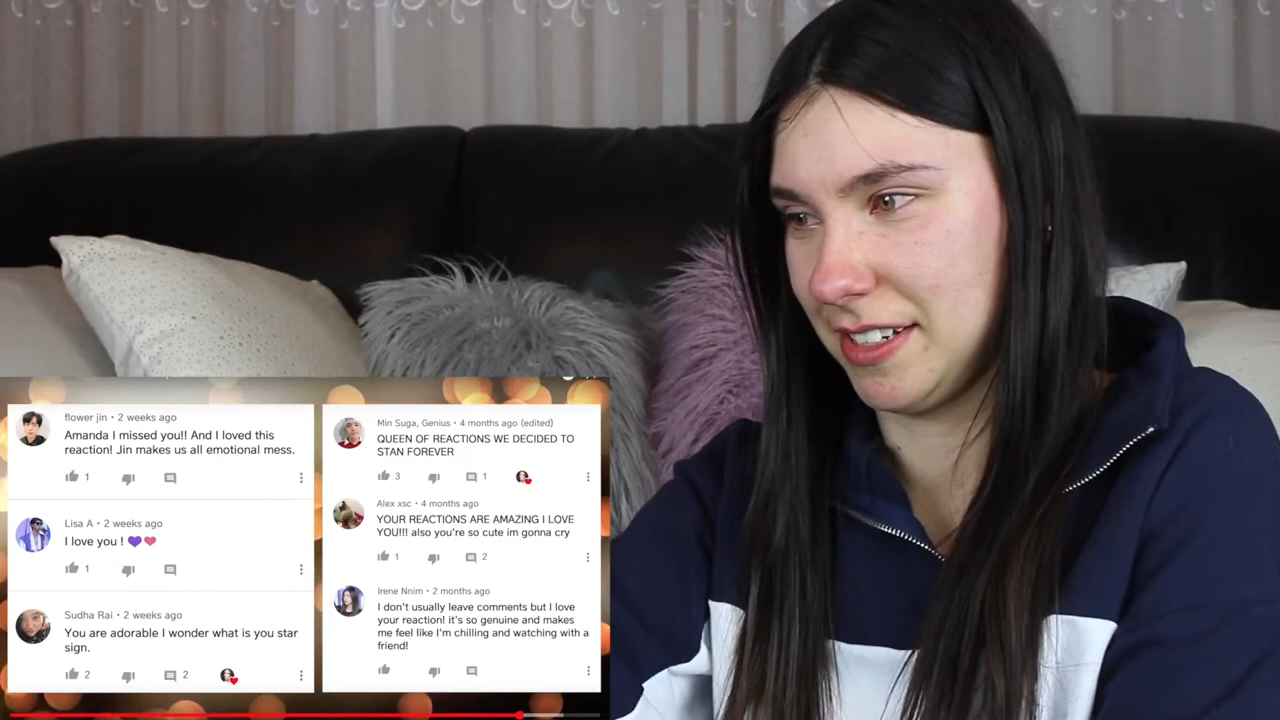 flower jin • 2 weeks ago
Amanda I missed you!! And I loved this
reaction! Jin makes us all emotional mess.
1
Lisa A • 2 weeks ago
I love you ! 💜💗
1
Sudha Rai • 2 weeks ago
You are adorable I wonder what is you star
sign.
2 2
Min Suga, Genius • 4 months ago (edited)
QUEEN OF REACTIONS WE DECIDED TO
STAN FOREVER
3 1
Alex xsc • 4 months ago
YOUR REACTIONS ARE AMAZING I LOVE
YOU!!! also you're so cute im gonna cry
1 2
Irene Nnim • 2 months ago
I don't usually leave comments but I love
your reaction! it's so genuine and makes
me feel like I'm chilling and watching with a
friend!